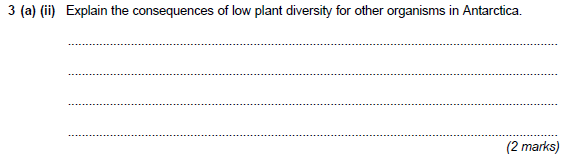 3 (a) (ii) Explain the consequences of low plant diversity for other organisms in Antarctica.
(2 marks)